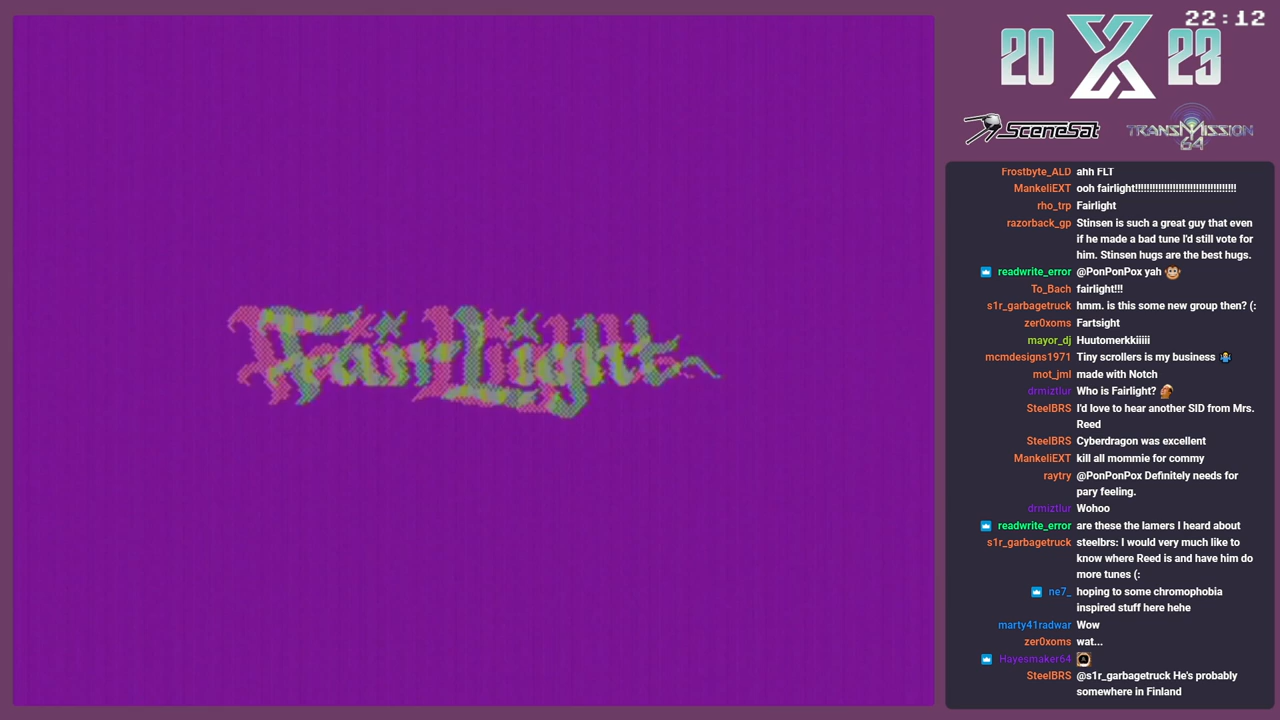 22:12
20 X 23
SCENESAT
TRANSMISSION
64
FairLight
Frostbyte_ALD ahh FLT
MankeliEXT ooh fairlight!!!!!!!!!!!!!!!!!!!!!!!!!!!!!!!!!!!
rho_trp Fairlight
razorback_gp Stinsen is such a great guy that even
if he made a bad tune I'd still vote for
him. Stinsen hugs are the best hugs.
readwrite_error @PonPonPox yah
To_Bach fairlight!!!
s1r_garbagetruck hmm. is this some new group then? (:
zer0xoms Fartsight
mayor_dj Huutomerkkiiiii
mcmdesigns1971 Tiny scrollers is my business
mot_jml made with Notch
drmiztlur Who is Fairlight?
SteelBRS I'd love to hear another SID from Mrs.
Reed
SteelBRS Cyberdragon was excellent
MankeliEXT kill all mommie for commy
raytry @PonPonPox Definitely needs for
pary feeling.
drmiztlur Wohoo
readwrite_error are these the lamers I heard about
s1r_garbagetruck steelbrs: I would very much like to
know where Reed is and have him do
more tunes (:
ne7_ hoping to some chromophobia
inspired stuff here hehe
marty41radwar Wow
zer0xoms wat...
Hayesmaker64
SteelBRS @s1r_garbagetruck He's probably
somewhere in Finland